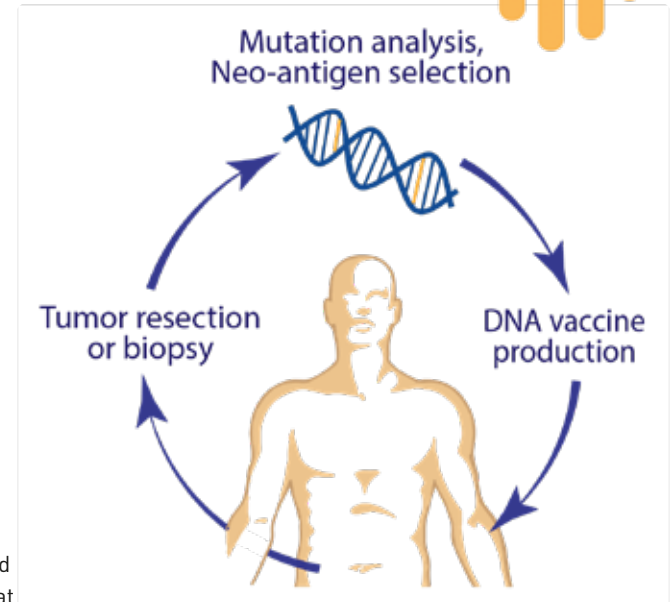 Mutation analysis,
Neo-antigen selection
Tumor resection
or biopsy
DNA vaccine
production